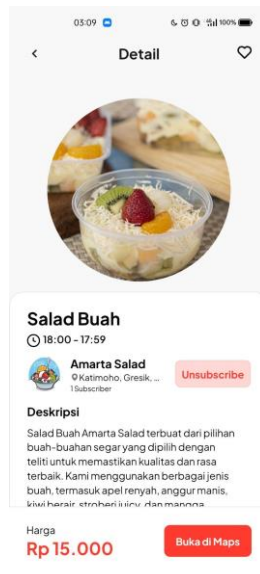 03:09
100%
Detail
Salad Buah
18:00 - 17:59
Amarta Salad
Katimoho, Gresik, ...
1 Subscriber
Unsubscribe
Deskripsi
Salad Buah Amarta Salad terbuat dari pilihan
buah-buahan segar yang dipilih dengan
teliti untuk memastikan kualitas dan rasa
terbaik. Kami menggunakan berbagai jenis
buah, termasuk apel renyah, anggur manis,
kiwi berair, stroberi juicy, dan mangga
Harga
Rp 15.000
Buka di Maps